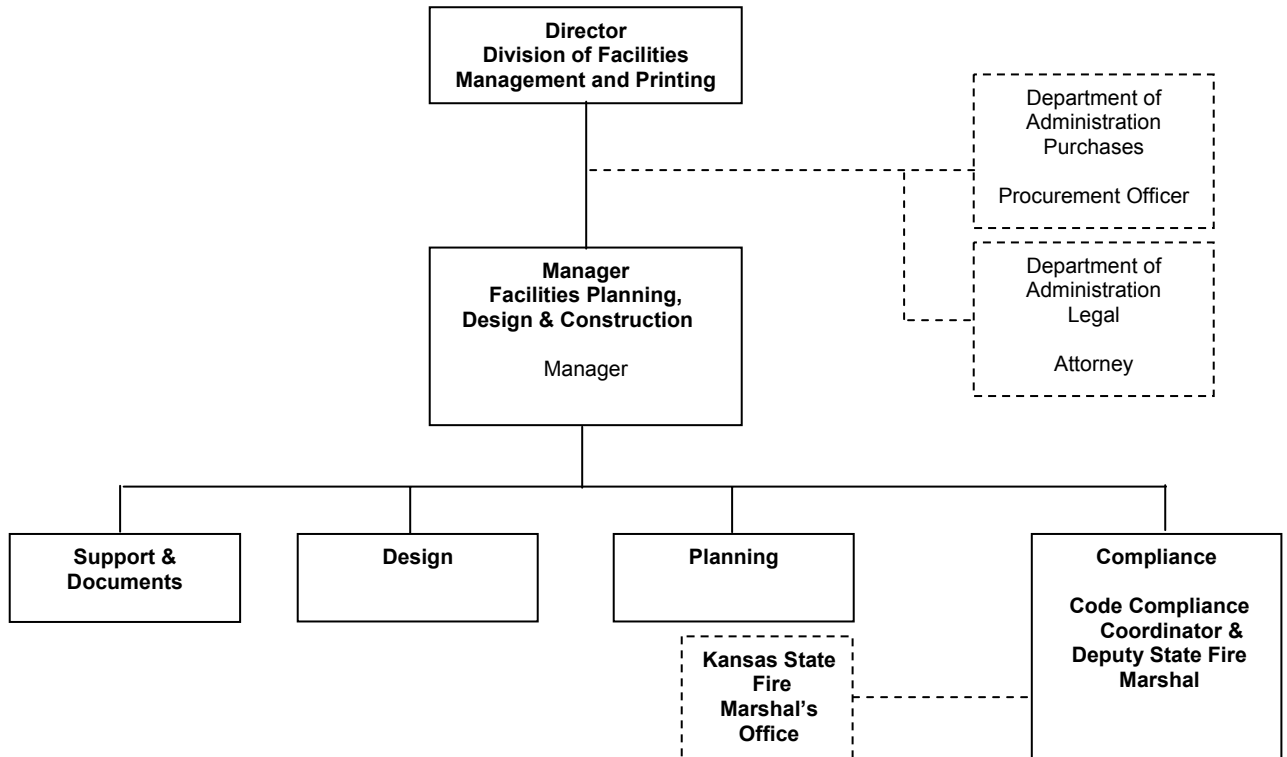 Director
Division of Facilities
Management and Printing
Department of
Administration
Purchases
Procurement Officer
Manager
Facilities Planning,
Design & Construction
Manager
Department of
Administration
Legal
Attorney
Support &
Documents
Design
Planning
Compliance
Code Compliance
Coordinator &
Deputy State Fire
Marshal
Kansas State
Fire
Marshal’s
Office